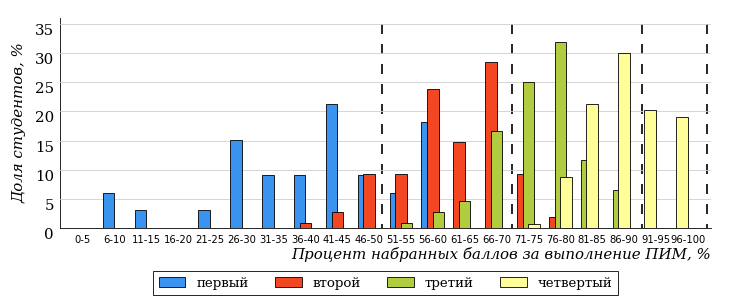 Доля студентов, %
35
30
25
20
15
10
5
0
0-5 6-10 11-15 16-20 21-25 26-30 31-35 36-40 41-45 46-50 51-55 56-60 61-65 66-70 71-75 76-80 81-85 86-90 91-95 96-100
Процент набранных баллов за выполнение ПИМ, %
первый второй третий четвертый